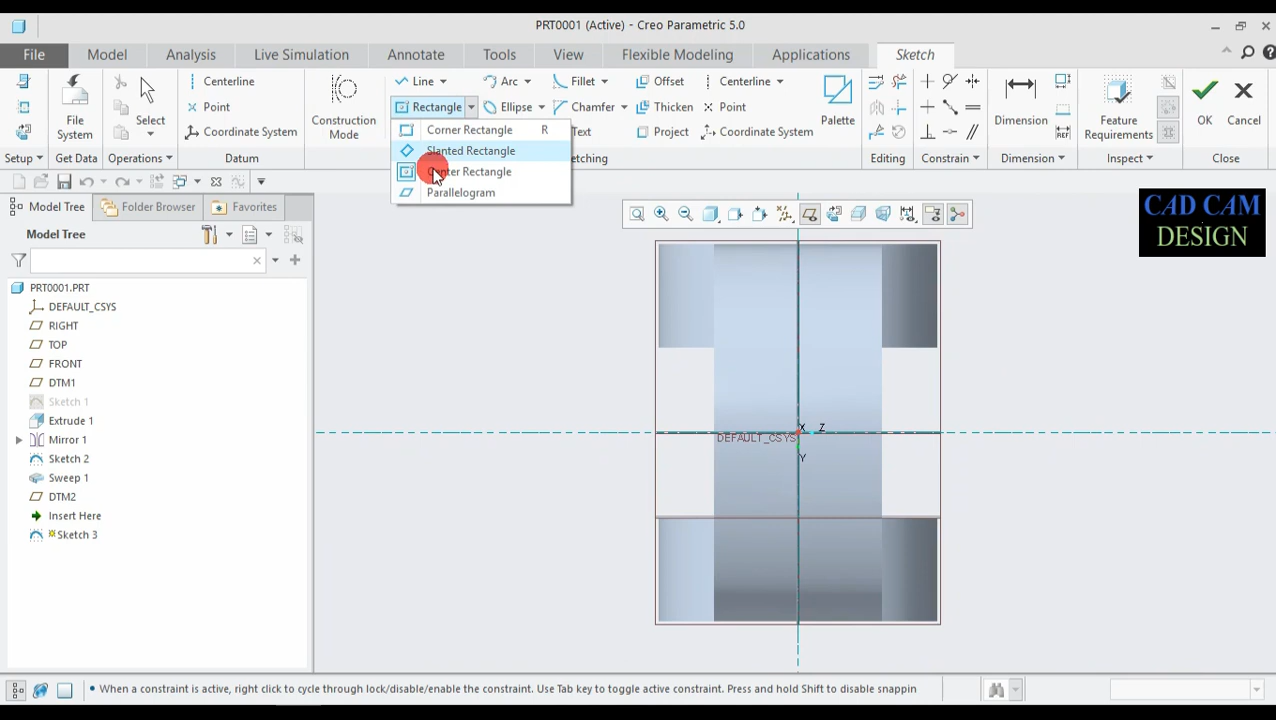 PRT0001 (Active) - Creo Parametric 5.0
File Model Analysis Live Simulation Annotate Tools View Flexible Modeling Applications Sketch
File System
Select
Centerline
Point
Coordinate System
Construction Mode
Line Arc Fillet Offset Centerline
Rectangle Ellipse Chamfer Thicken Point
Text Project Coordinate System
Palette
Dimension
Feature Requirements
OK
Cancel
Setup Get Data Operations Datum Editing Constrain Dimension Inspect Close
Corner Rectangle R
Slanted Rectangle
Center Rectangle
Parallelogram
Model Tree Folder Browser Favorites
Model Tree
PRT0001.PRT
DEFAULT_CSYS
RIGHT
TOP
FRONT
DTM1
Sketch 1
Extrude 1
Mirror 1
Sketch 2
Sweep 1
DTM2
Insert Here
Sketch 3
CAD CAM
DESIGN
X Z
DEFAULT_CSYS
Y
• When a constraint is active, right click to cycle through lock/disable/enable the constraint. Use Tab key to toggle active constraint. Press and hold Shift to disable snappin